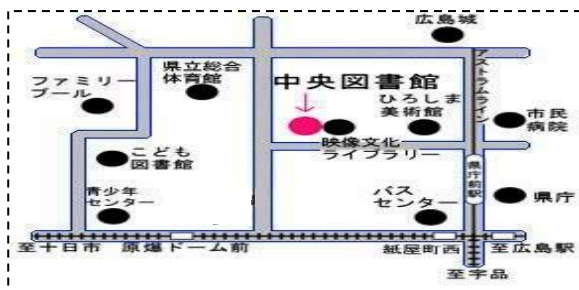 広島城
県立総合
体育館
ファミリー
プール
中央図書館
ひろしま
美術館
アストラムライン
市民
病院
映像文化
ライブラリー
こども
図書館
県庁前駅
県庁
青少年
センター
バス
センター
至十日市
原爆ドーム前
紙屋町西
至広島駅
至宇品